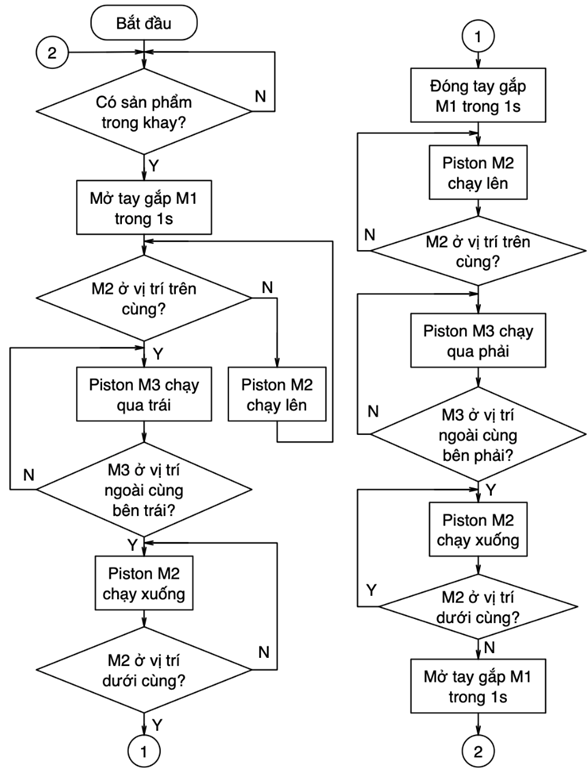 Bắt đầu
2
Có sản phẩm
trong khay?
N
Y
Mở tay gắp M1
trong 1s
M2 ở vị trí trên
cùng?
N
Y
Piston M3 chạy
qua trái
Piston M2
chạy lên
M3 ở vị trí
ngoài cùng
bên trái?
N
Y
Piston M2
chạy xuống
M2 ở vị trí
dưới cùng?
N
Y
1
1
Đóng tay gắp
M1 trong 1s
Piston M2
chạy lên
N
M2 ở vị trí trên
cùng?
Piston M3 chạy
qua phải
N
M3 ở vị trí
ngoài cùng
bên phải?
Y
Piston M2
chạy xuống
Y
M2 ở vị trí
dưới cùng?
N
Mở tay gắp M1
trong 1s
2